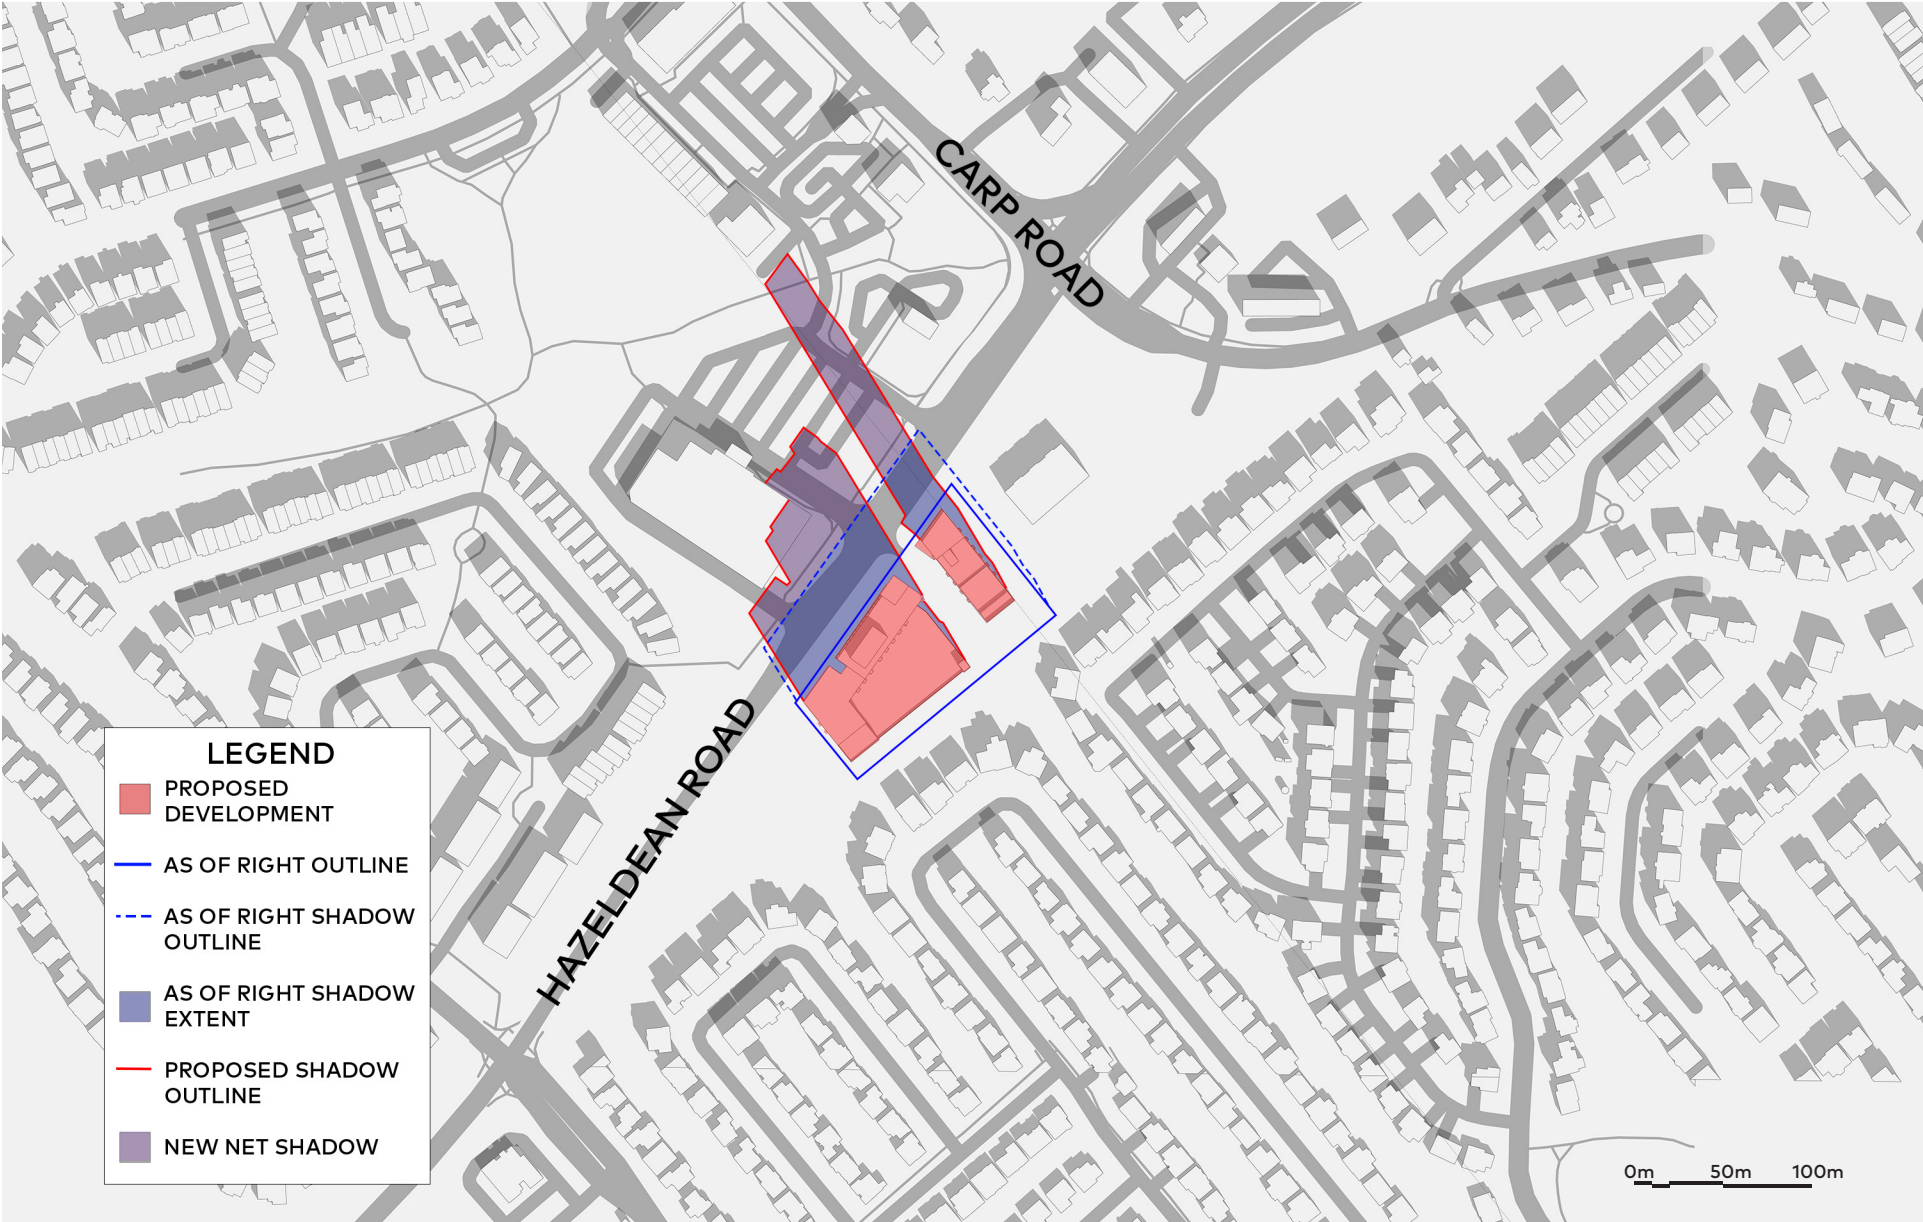 CARP ROAD
HAZELDEAN ROAD
LEGEND
PROPOSED
DEVELOPMENT
AS OF RIGHT OUTLINE
AS OF RIGHT SHADOW
OUTLINE
AS OF RIGHT SHADOW
EXTENT
PROPOSED SHADOW
OUTLINE
NEW NET SHADOW
0m 50m 100m